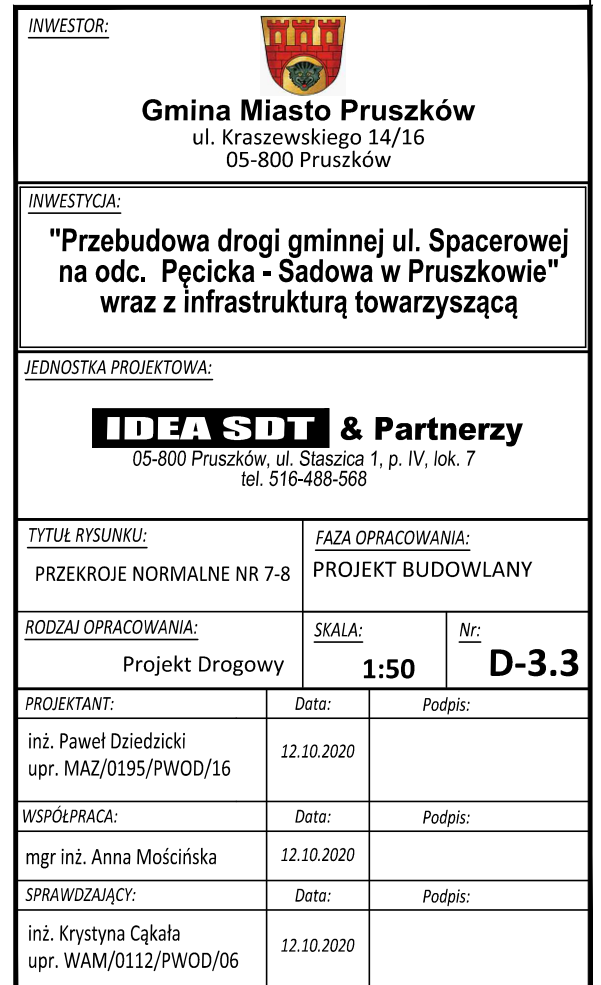 INWESTOR:
Gmina Miasto Pruszków
ul. Kraszewskiego 14/16
05-800 Pruszków
INWESTYCJA:
"Przebudowa drogi gminnej ul. Spacerowej
na odc. Pęcicka - Sadowa w Pruszkowie"
wraz z infrastrukturą towarzyszącą
JEDNOSTKA PROJEKTOWA:
IDEA SDT & Partnerzy
05-800 Pruszków, ul. Staszica 1, p. IV, lok. 7
tel. 516-488-568
TYTUŁ RYSUNKU:
PRZEKROJE NORMALNE NR 7-8
FAZA OPRACOWANIA:
PROJEKT BUDOWLANY
RODZAJ OPRACOWANIA:
Projekt Drogowy
SKALA:
1:50
Nr:
D-3.3
PROJEKTANT: Data: Podpis:
inż. Paweł Dziedzicki
upr. MAZ/0195/PWOD/16
12.10.2020
WSPÓŁPRACA: Data: Podpis:
mgr inż. Anna Mościńska 12.10.2020
SPRAWDZAJĄCY: Data: Podpis:
inż. Krystyna Cąkała
upr. WAM/0112/PWOD/06
12.10.2020